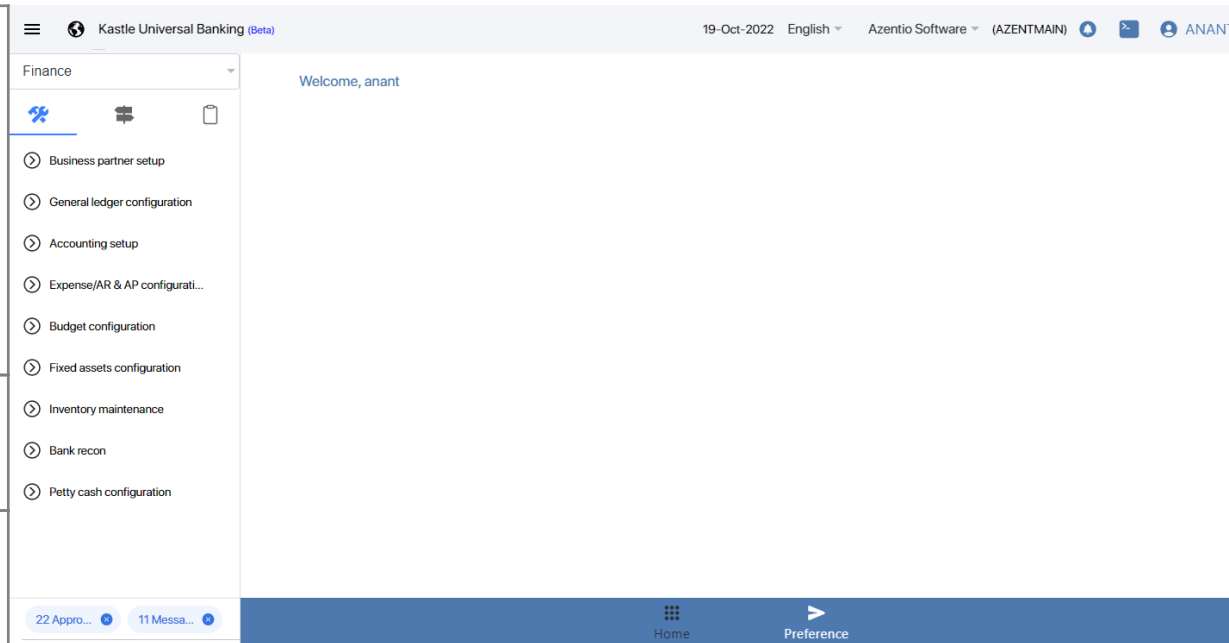 Kastle Universal Banking (Beta) 19-Oct-2022 English Azentio Software (AZENTMAIN) ANANT
Finance
Welcome, anant
Business partner setup
General ledger configuration
Accounting setup
Expense/AR & AP configurati...
Budget configuration
Fixed assets configuration
Inventory maintenance
Bank recon
Petty cash configuration
22 Appro... 11 Messa...
Home Preference